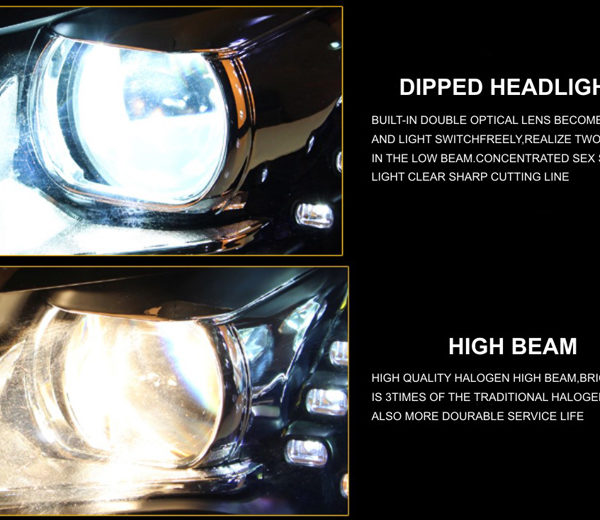 DIPPED HEADLIGH
BUILT-IN DOUBLE OPTICAL LENS BECOME
AND LIGHT SWITCHFREELY,REALIZE TWO
IN THE LOW BEAM.CONCENTRATED SEX S
LIGHT CLEAR SHARP CUTTING LINE
HIGH BEAM
HIGH QUALITY HALOGEN HIGH BEAM,BRI
IS 3TIMES OF THE TRADITIONAL HALOGE
ALSO MORE DOURABLE SERVICE LIFE